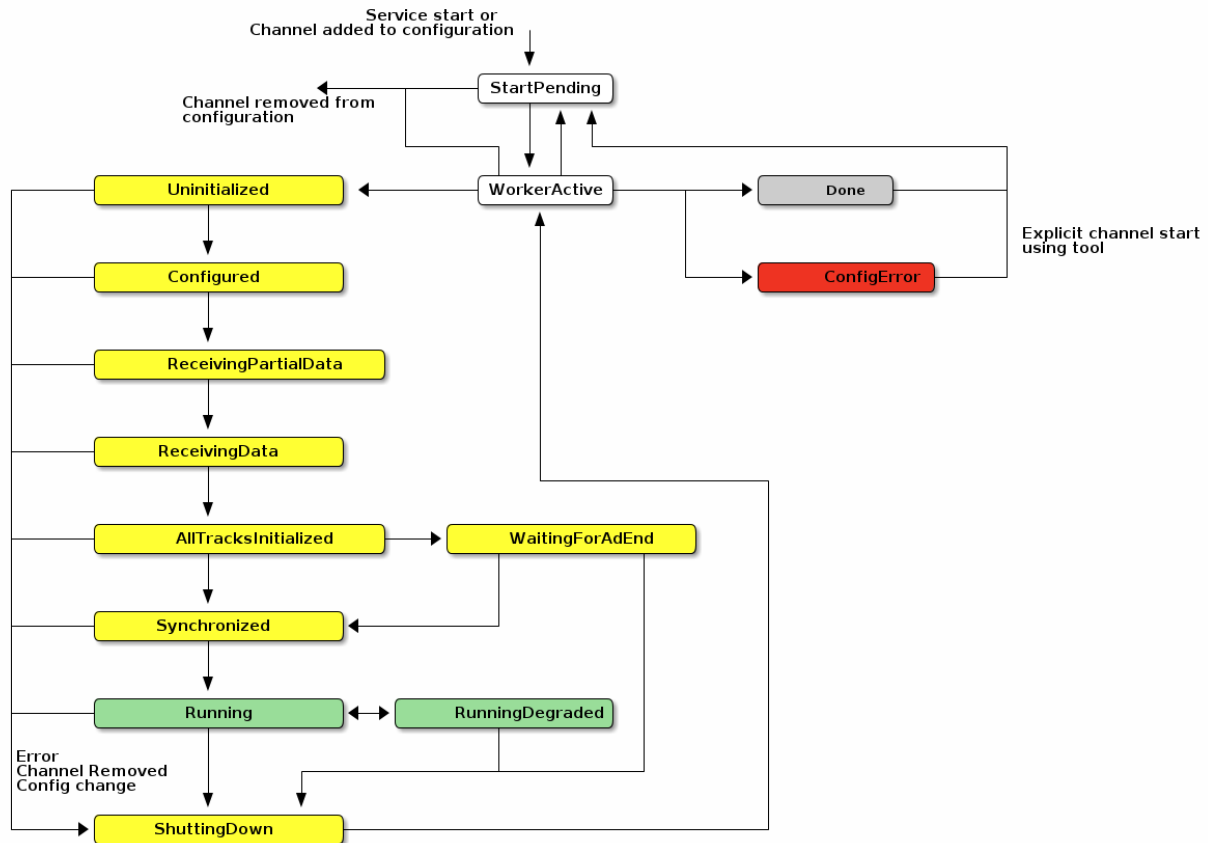 Service start or
Channel added to configuration
StartPending
Channel removed from
configuration
Uninitialized
WorkerActive
Done
Explicit channel start
using tool
Configured
ConfigError
ReceivingPartialData
ReceivingData
AllTracksInitialized
WaitingForAdEnd
Synchronized
Running
RunningDegraded
Error
Channel Removed
Config change
ShuttingDown